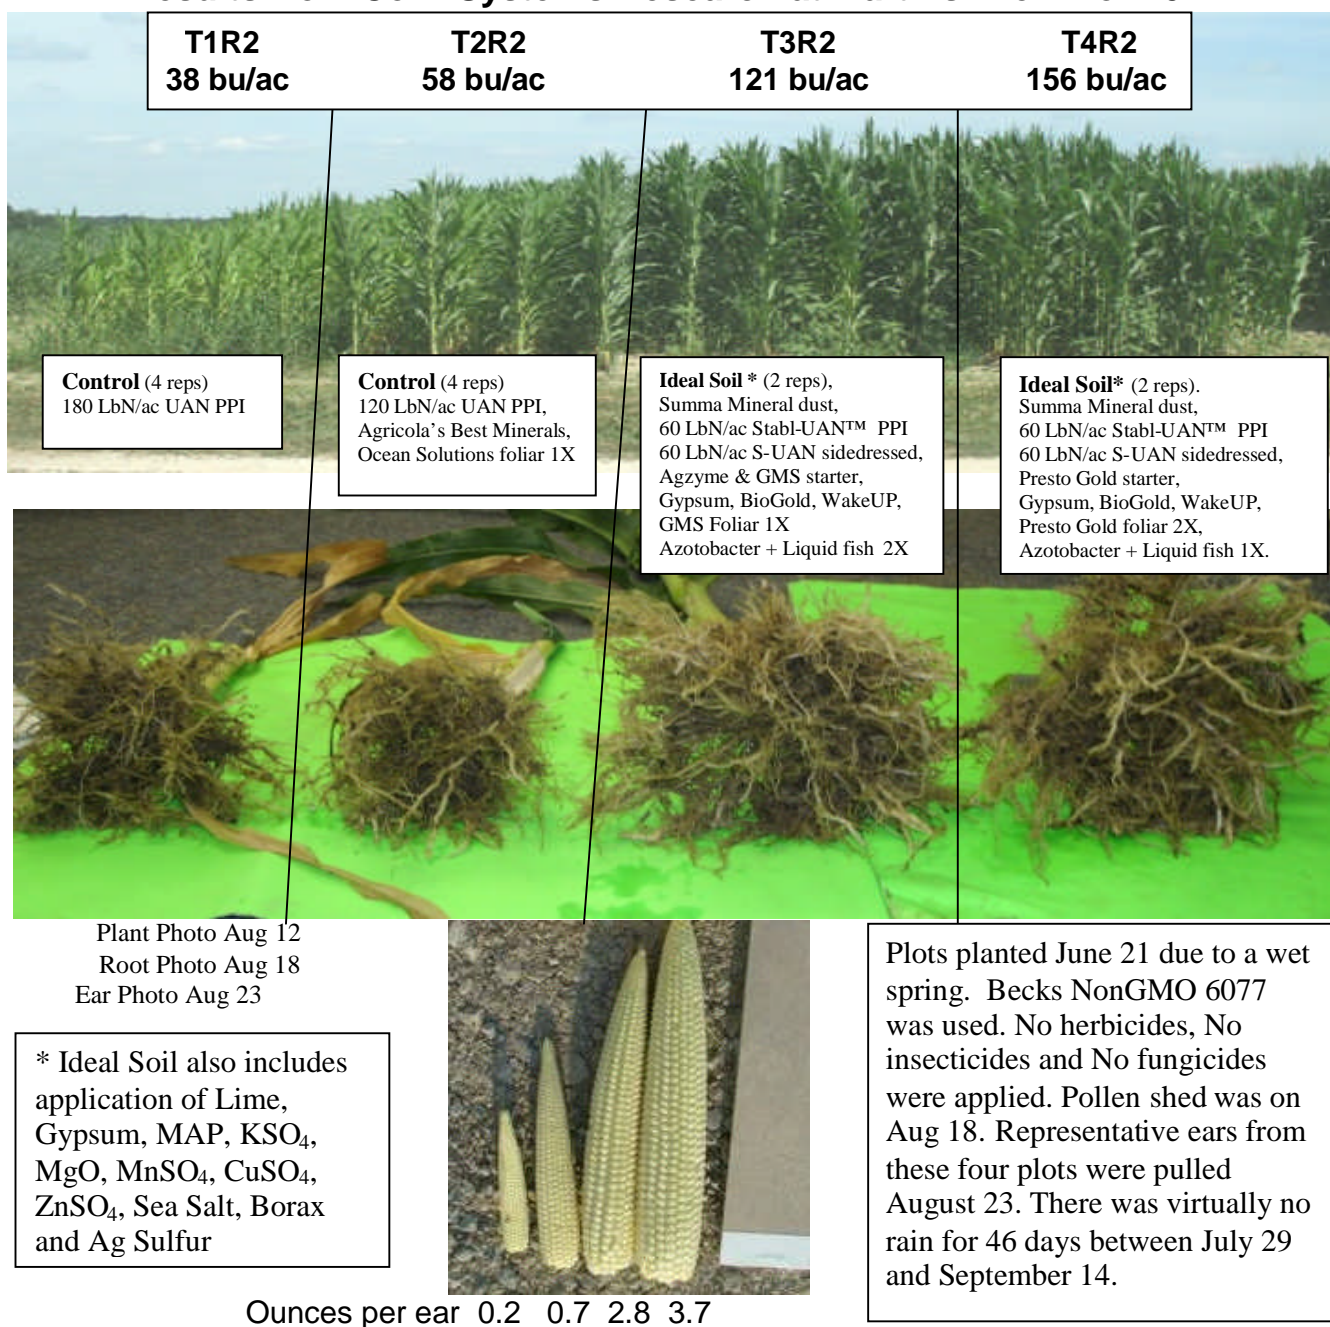 T1R2
38 bu/ac
T2R2
58 bu/ac
T3R2
121 bu/ac
T4R2
156 bu/ac
Control (4 reps)
180 LbN/ac UAN PPI
Control (4 reps)
120 LbN/ac UAN PPI,
Agricola's Best Minerals,
Ocean Solutions foliar 1X
Ideal Soil * (2 reps),
Summa Mineral dust,
60 LbN/ac Stabl-UAN™ PPI
60 LbN/ac S-UAN sidedressed,
Agzyme & GMS starter,
Gypsum, BioGold, WakeUP,
GMS Foliar 1X
Azotobacter + Liquid fish 2X
Ideal Soil* (2 reps).
Summa Mineral dust,
60 LbN/ac Stabl-UAN™ PPI
60 LbN/ac S-UAN sidedressed,
Presto Gold starter,
Gypsum, BioGold, WakeUP,
Presto Gold foliar 2X,
Azotobacter + Liquid fish 1X.
Plant Photo Aug 12
Root Photo Aug 18
Ear Photo Aug 23
* Ideal Soil also includes
application of Lime,
Gypsum, MAP, KSO₄,
MgO, MnSO₄, CuSO₄,
ZnSO₄, Sea Salt, Borax
and Ag Sulfur
Ounces per ear 0.2 0.7 2.8 3.7
Plots planted June 21 due to a wet
spring. Becks NonGMO 6077
was used. No herbicides, No
insecticides and No fungicides
were applied. Pollen shed was on
Aug 18. Representative ears from
these four plots were pulled
August 23. There was virtually no
rain for 46 days between July 29
and September 14.